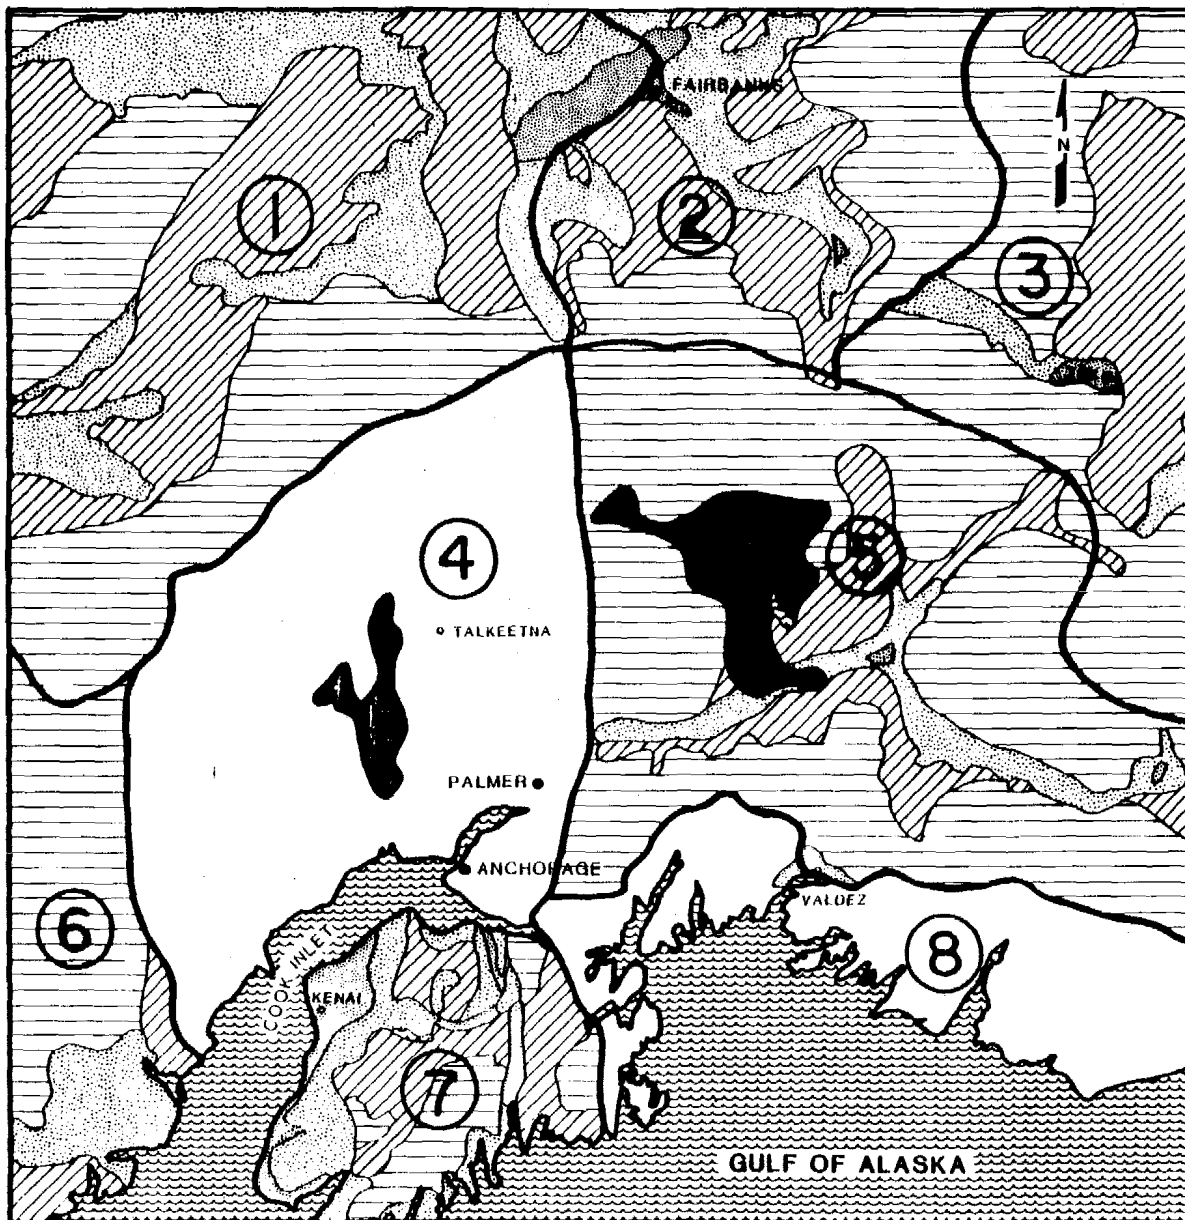 FAIRBANKS
N
1
2
3
4
5
TALKEETNA
PALMER
ANCHORAGE
VALDEZ
6
8
COOK INLET
KENAI
7
GULF OF ALASKA